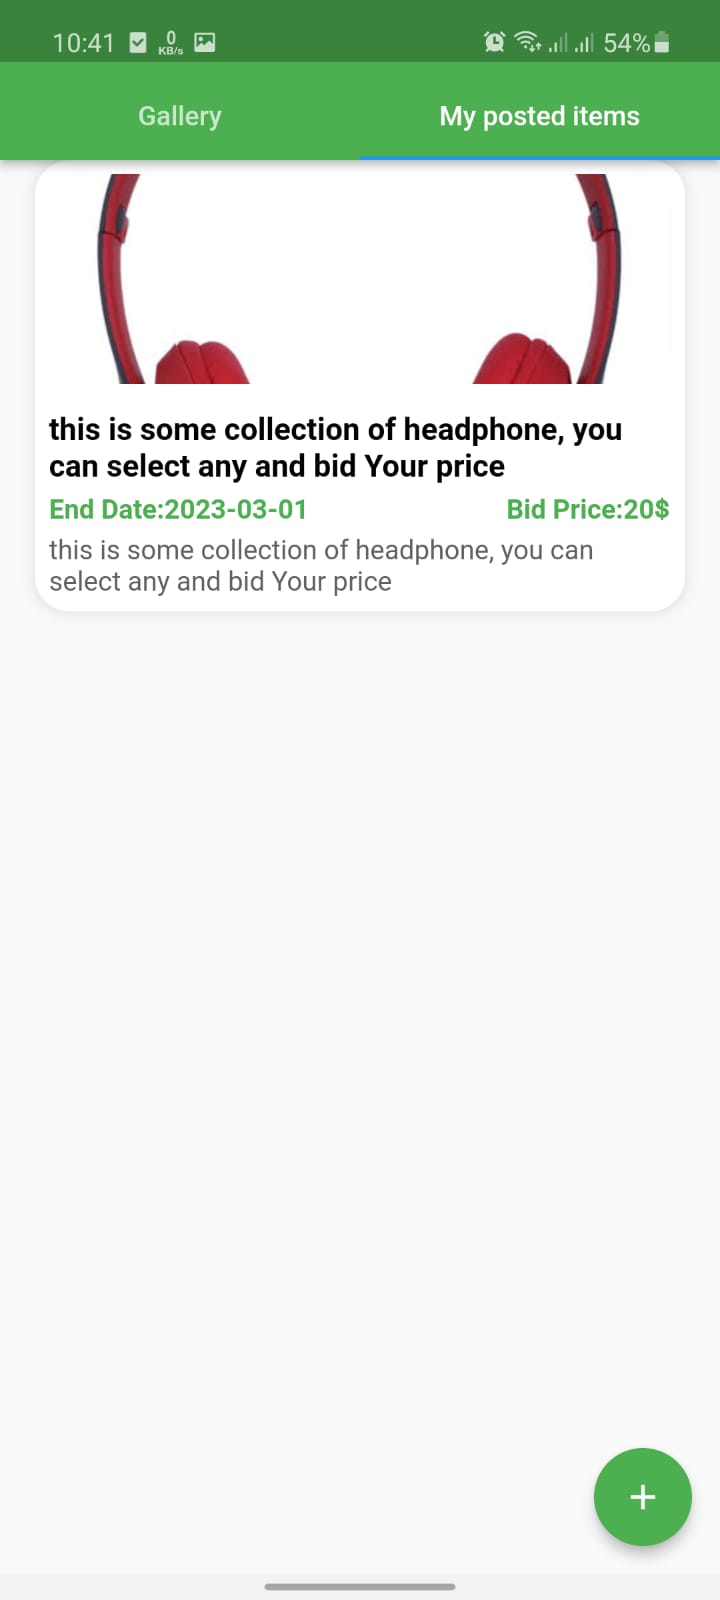 10:41
0
KB/s
54%
Gallery
My posted items
this is some collection of headphone, you
can select any and bid Your price
End Date:2023-03-01
Bid Price:20$
this is some collection of headphone, you can
select any and bid Your price
+